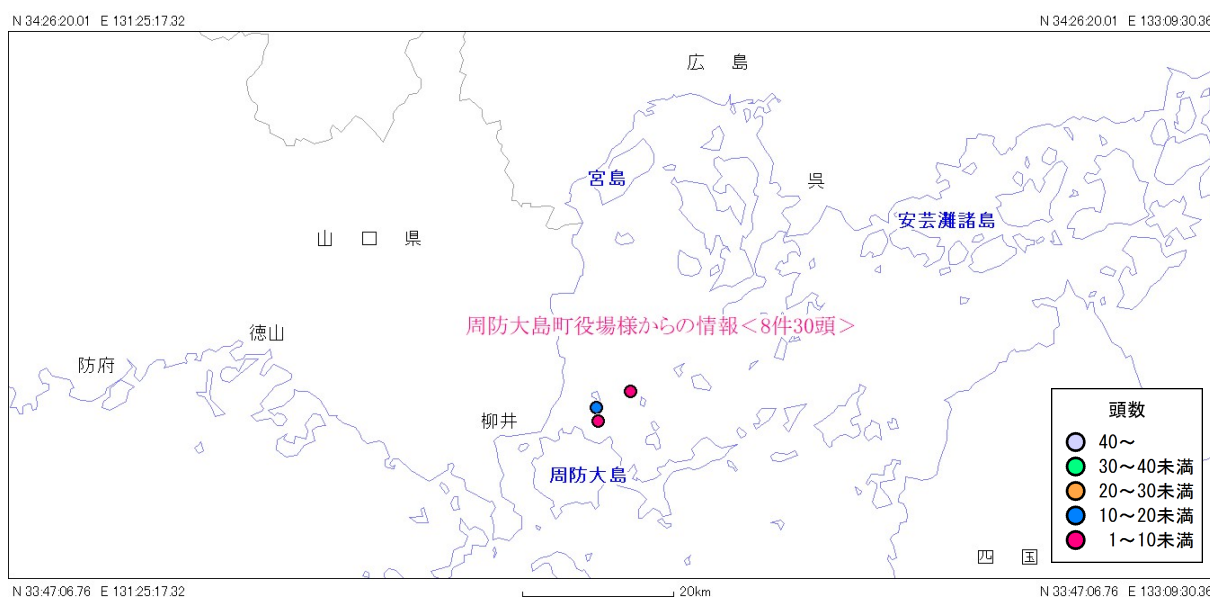 N 34:26:20.01 E 131:25:17.32
N 34:26:20.01 E 133:09:30.36
広島
宮島
呉
安芸灘諸島
山口県
周防大島町役場様からの情報＜8件30頭＞
徳山
防府
柳井
周防大島
頭数
40～
30～40未満
20～30未満
10～20未満
1～10未満
四国
N 33:47:06.76 E 131:25:17.32
20km
N 33:47:06.76 E 133:09:30.36